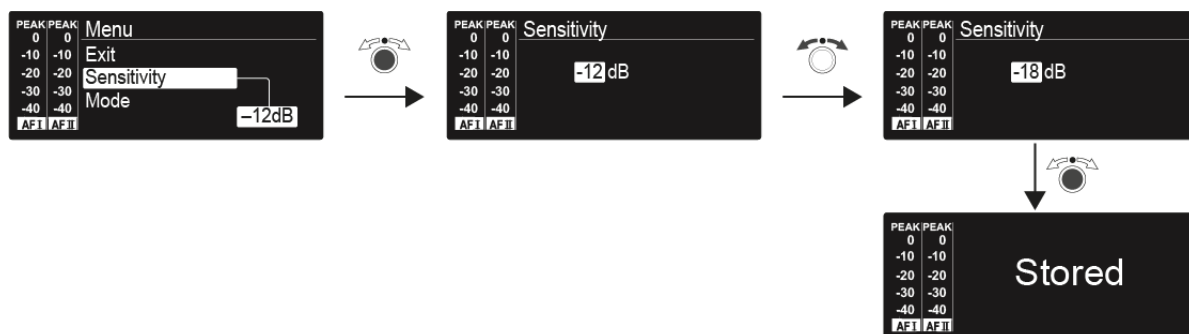 PEAK PEAK Menu
0 0
-10 -10 Exit
-20 -20 Sensitivity
-30 -30 Mode
-40 -40 –12dB
AF I AF II
PEAK PEAK Sensitivity
0 0
-10 -10
-20 -20 -12 dB
-30 -30
-40 -40
AF I AF II
PEAK PEAK Sensitivity
0 0
-10 -10
-20 -20 -18 dB
-30 -30
-40 -40
AF I AF II
PEAK PEAK
0 0
-10 -10
-20 -20 Stored
-30 -30
-40 -40
AF I AF II